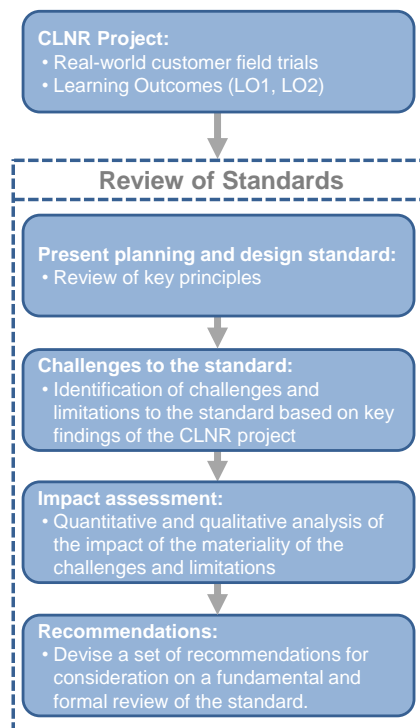 CLNR Project:
• Real-world customer field trials
• Learning Outcomes (LO1, LO2)
Review of Standards
Present planning and design standard:
• Review of key principles
Challenges to the standard:
• Identification of challenges and
limitations to the standard based on key
findings of the CLNR project
Impact assessment:
• Quantitative and qualitative analysis of
the impact of the materiality of the
challenges and limitations
Recommendations:
• Devise a set of recommendations for
consideration on a fundamental and
formal review of the standard.